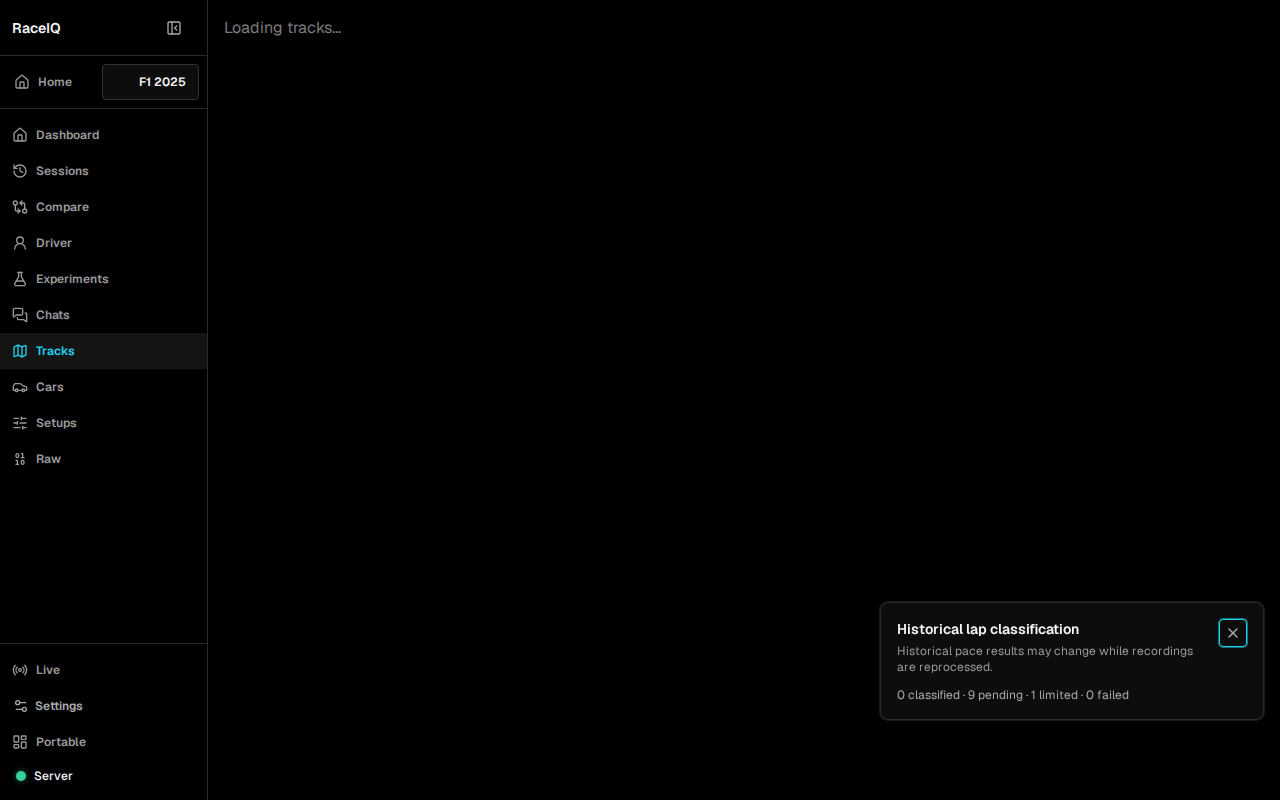 RaceIQ
Loading tracks...
Home
F1 2025
Dashboard
Sessions
Compare
Driver
Experiments
Chats
Tracks
Cars
Setups
Raw
Historical lap classification
Historical pace results may change while recordings
are reprocessed.
0 classified · 9 pending · 1 limited · 0 failed
Live
Settings
Portable
Server